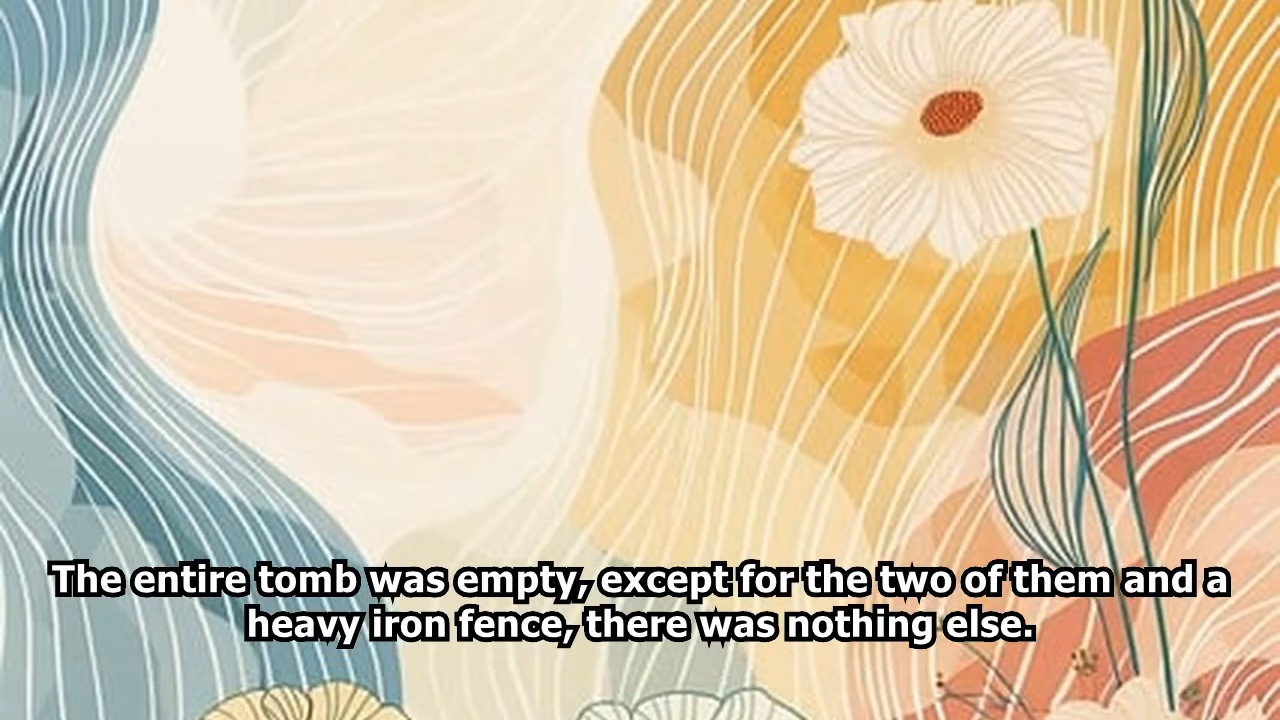 The entire tomb was empty, except for the two of them and a
heavy iron fence, there was nothing else.